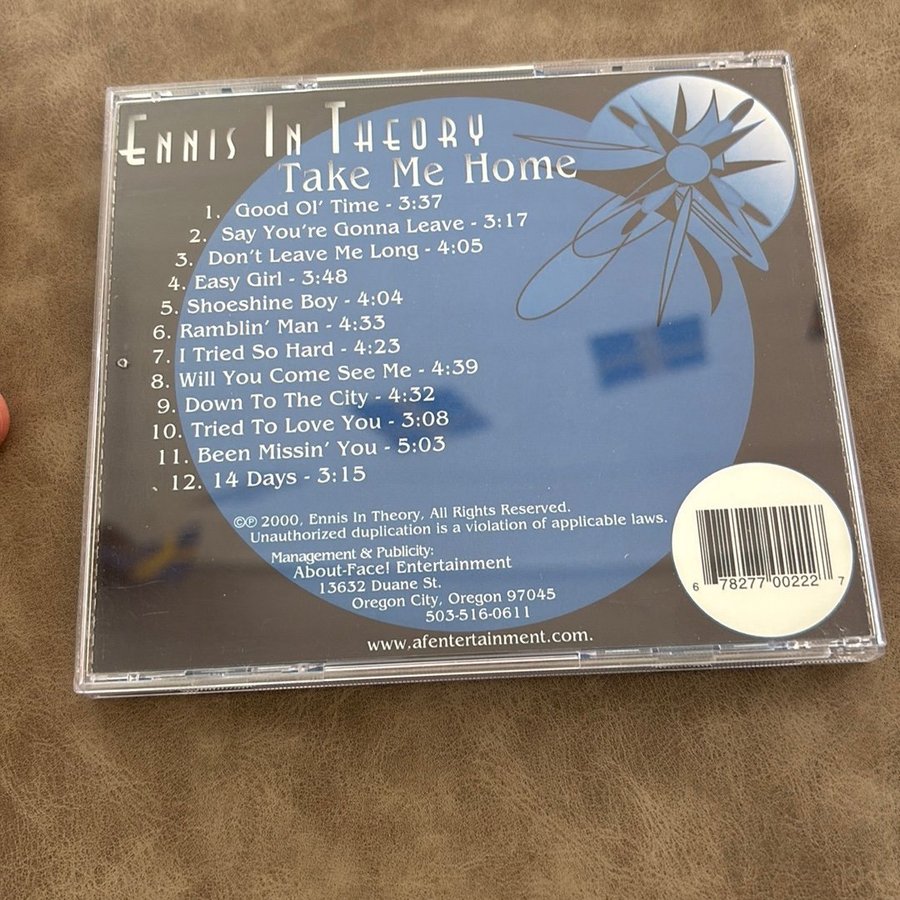 ENNIS IN THEORY
Take Me Home
1. Good Ol' Time - 3:37
2. Say You're Gonna Leave - 3:17
3. Don't Leave Me Long - 4:05
4. Easy Girl - 3:48
5. Shoeshine Boy - 4:04
6. Ramblin' Man - 4:33
7. I Tried So Hard - 4:23
8. Will You Come See Me - 4:39
9. Down To The City - 4:32
10. Tried To Love You - 3:08
11. Been Missin' You - 5:03
12. 14 Days - 3:15
©℗ 2000, Ennis In Theory, All Rights Reserved.
Unauthorized duplication is a violation of applicable laws.
Management & Publicity:
About-Face! Entertainment
13632 Duane St.
Oregon City, Oregon 97045
503-516-0611
www.afentertainment.com.
6 78277 00222 7